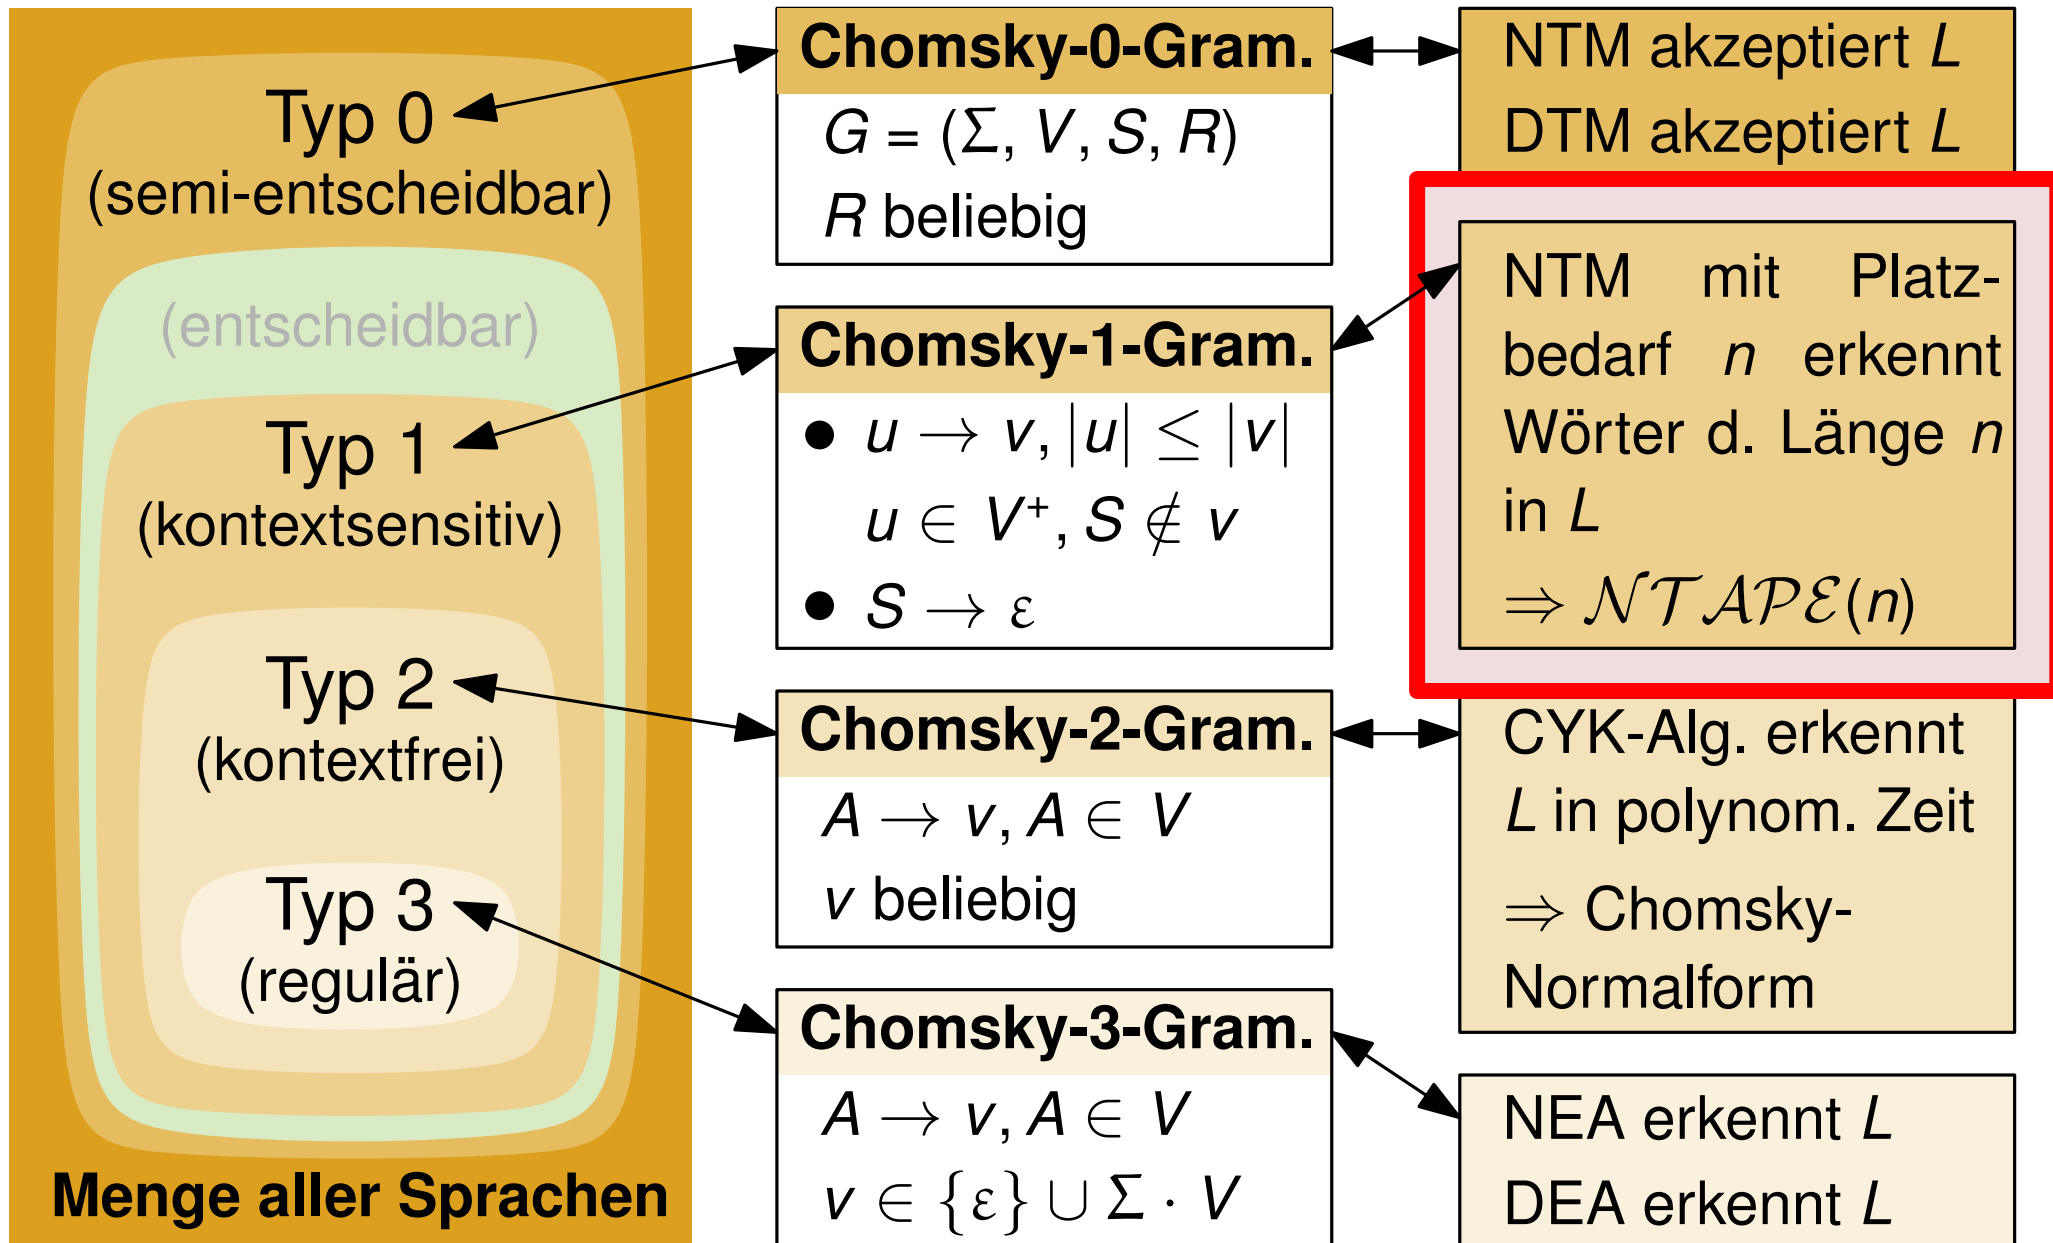 Typ 0
(semi-entscheidbar)
(entscheidbar)
Typ 1
(kontextsensitiv)
Typ 2
(kontextfrei)
Typ 3
(regulär)
Menge aller Sprachen
Chomsky-0-Gram.
G = (Σ, V, S, R)
R beliebig
Chomsky-1-Gram.
● u → v, |u| ≤ |v|
u ∈ V⁺, S ∉ v
● S → ε
Chomsky-2-Gram.
A → v, A ∈ V
v beliebig
Chomsky-3-Gram.
A → v, A ∈ V
v ∈ {ε} ∪ Σ · V
NTM akzeptiert L
DTM akzeptiert L
NTM mit Platz-
bedarf n erkennt
Wörter d. Länge n
in L
⇒ 𝒩𝒯𝒜𝒫ℰ(n)
CYK-Alg. erkennt
L in polynom. Zeit
⇒ Chomsky-
Normalform
NEA erkennt L
DEA erkennt L